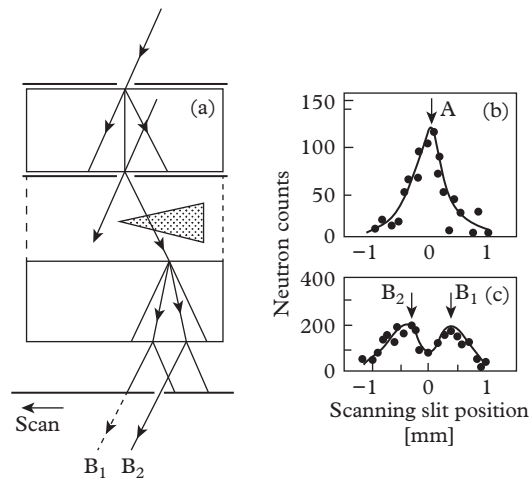 (a)
Scan
B1 B2
Neutron counts
150
100
50
0
A
(b)
−1 0 1
400
200
0
B2 B1 (c)
−1 0 1
Scanning slit position
[mm]